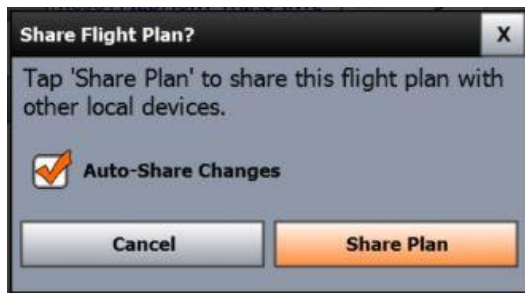 Share Flight Plan?
X
Tap 'Share Plan' to share this flight plan with
other local devices.
Auto-Share Changes
Cancel
Share Plan